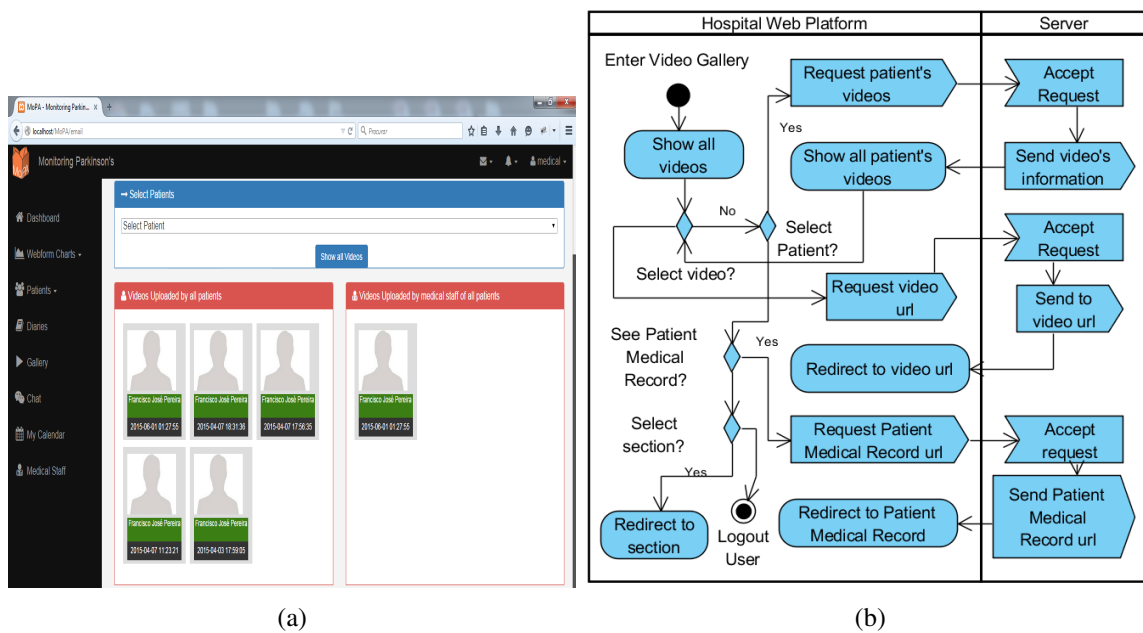 MoPA - Monitoring Parkin...
localhost/MoPA/email
Procurar
Monitoring Parkinson's
medical
Select Patients
Select Patient
Show all Videos
Dashboard
Webform Charts
Patients
Diaries
Gallery
Chat
My Calendar
Medical Staff
Videos Uploaded by all patients
Francisco José Pereira
2015-06-01 01:27:55
Francisco José Pereira
2015-04-07 18:31:36
Francisco José Pereira
2015-04-07 17:56:35
Francisco José Pereira
2015-04-07 11:23:21
Francisco José Pereira
2015-04-03 17:59:05
Videos Uploaded by medical staff of all patients
Francisco José Pereira
2015-06-01 01:27:55
(a)
Hospital Web Platform
Server
Enter Video Gallery
Show all
videos
Request patient's
videos
Accept
Request
Yes
Show all patient's
videos
Send video's
information
No
Select
Patient?
Select video?
Accept
Request
Request video
url
Send to
video url
See Patient
Medical
Record?
Yes
Redirect to video url
Select
section?
Request Patient
Medical Record url
Accept
request
Yes
Redirect to
section
Logout
User
Redirect to Patient
Medical Record
Send Patient
Medical
Record url
(b)